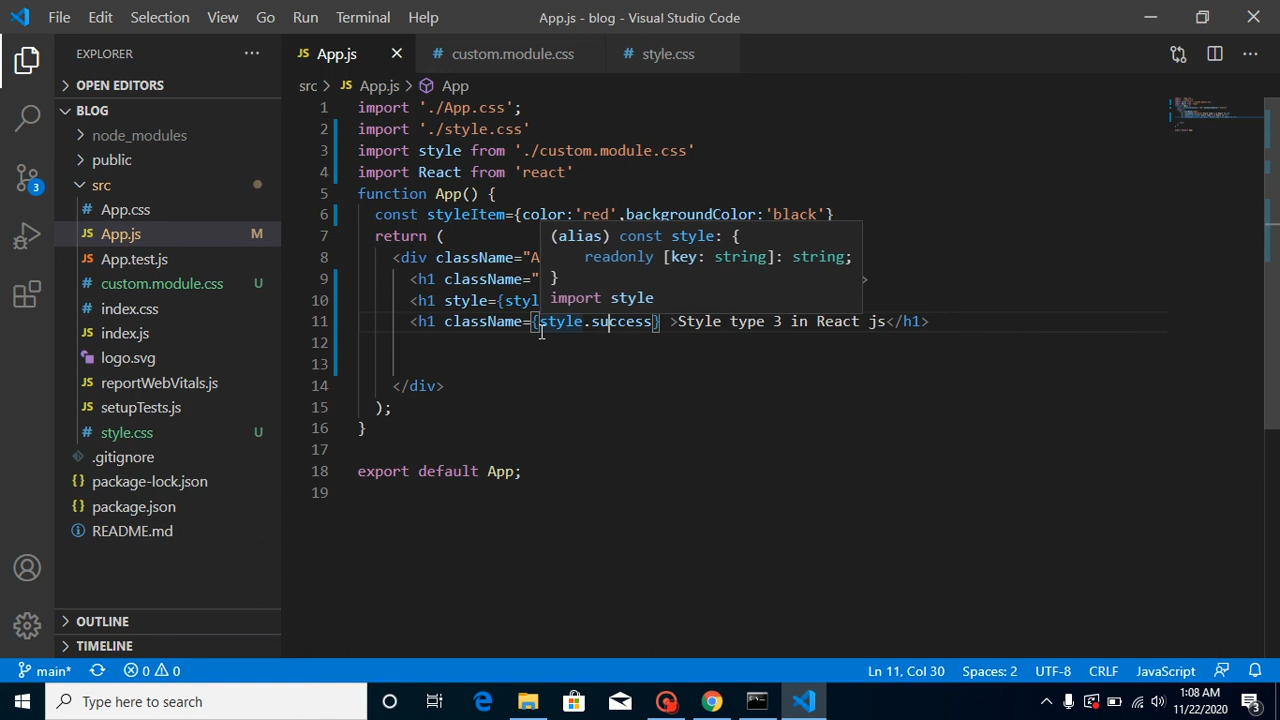 File Edit Selection View Go Run Terminal Help App.js - blog - Visual Studio Code
EXPLORER
OPEN EDITORS
BLOG
node_modules
public
src
App.css
App.js M
App.test.js
custom.module.css U
index.css
index.js
logo.svg
reportWebVitals.js
setupTests.js
style.css U
.gitignore
package-lock.json
package.json
README.md
OUTLINE
TIMELINE
3
App.js custom.module.css style.css
src App.js App
1 import './App.css';
2 import './style.css'
3 import style from './custom.module.css'
4 import React from 'react'
5 function App() {
6 const styleItem={color:'red',backgroundColor:'black'}
7 return (
8 <div className="A
9 <h1 className=" >
10 <h1 style={styl
11 <h1 className={style.success} >Style type 3 in React js</h1>
12
13
14 </div>
15 );
16 }
17
18 export default App;
19
(alias) const style: {
readonly [key: string]: string;
}
import style
main* 0 0 Ln 11, Col 30 Spaces: 2 UTF-8 CRLF JavaScript
Type here to search
1:08 AM
11/22/2020
3